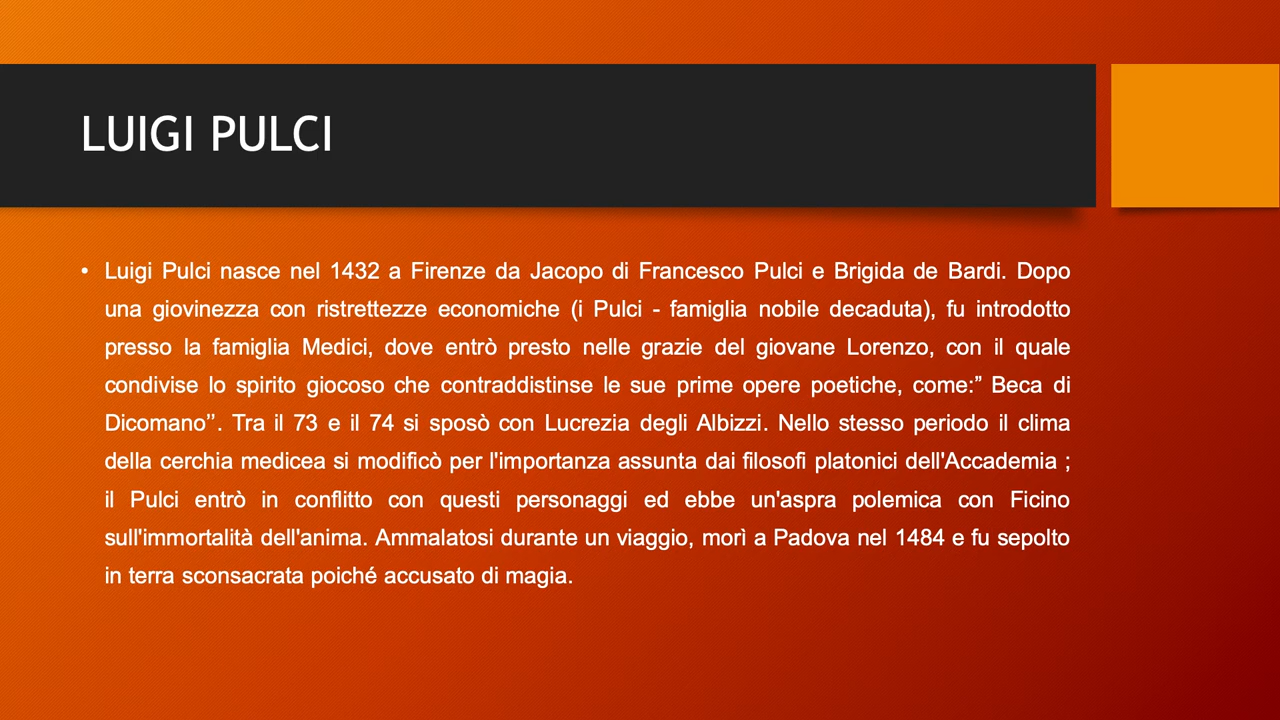 LUIGI PULCI
• Luigi Pulci nasce nel 1432 a Firenze da Jacopo di Francesco Pulci e Brigida de Bardi. Dopo
una giovinezza con ristrettezze economiche (i Pulci - famiglia nobile decaduta), fu introdotto
presso la famiglia Medici, dove entrò presto nelle grazie del giovane Lorenzo, con il quale
condivise lo spirito giocoso che contraddistinse le sue prime opere poetiche, come:” Beca di
Dicomano’’. Tra il 73 e il 74 si sposò con Lucrezia degli Albizzi. Nello stesso periodo il clima
della cerchia medicea si modificò per l'importanza assunta dai filosofi platonici dell'Accademia ;
il Pulci entrò in conflitto con questi personaggi ed ebbe un'aspra polemica con Ficino
sull'immortalità dell'anima. Ammalatosi durante un viaggio, morì a Padova nel 1484 e fu sepolto
in terra sconsacrata poiché accusato di magia.